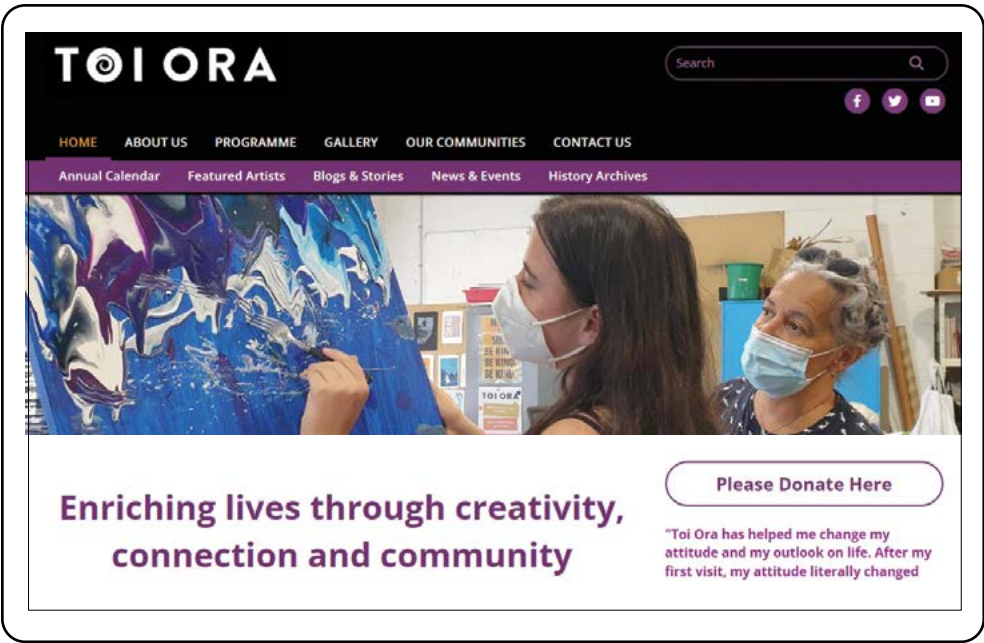 TOI ORA
Search
HOME ABOUT US PROGRAMME GALLERY OUR COMMUNITIES CONTACT US
Annual Calendar Featured Artists Blogs & Stories News & Events History Archives
BE KIND
TOI ORA
Enriching lives through creativity,
connection and community
Please Donate Here
"Toi Ora has helped me change my
attitude and my outlook on life. After my
first visit, my attitude literally changed